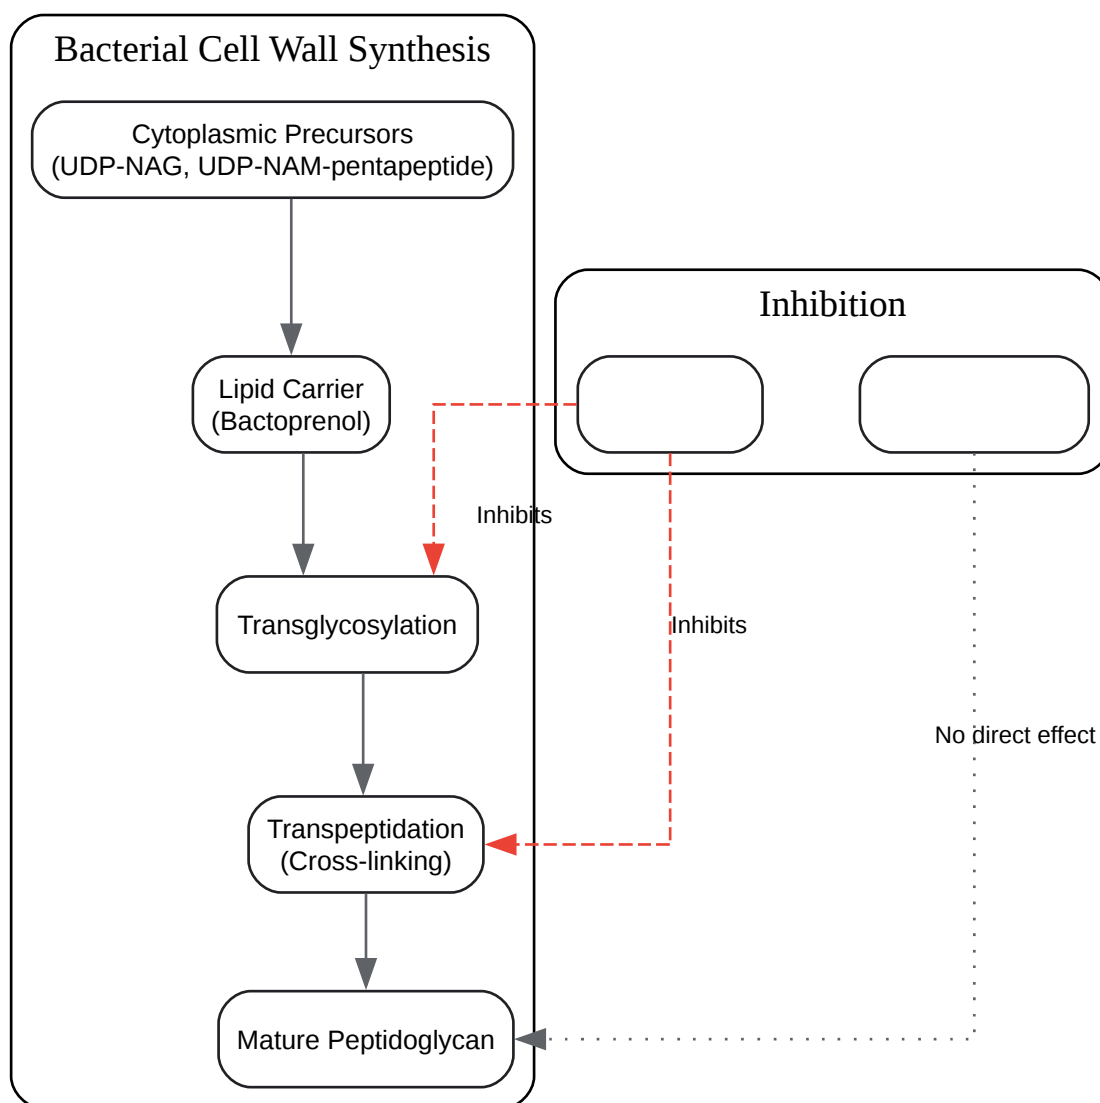 Bacterial Cell Wall Synthesis
Cytoplasmic Precursors
(UDP-NAG, UDP-NAM-pentapeptide)
Inhibition
Lipid Carrier
(Bactoprenol)
Inhibits
Transglycosylation
Inhibits
No direct effect
Transpeptidation
(Cross-linking)
Mature Peptidoglycan